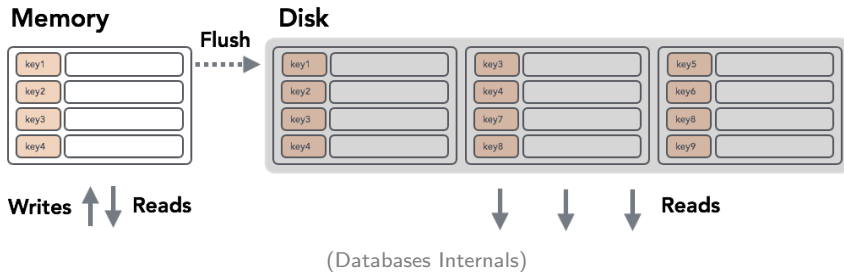 Memory
Disk
Flush
key1
key2
key3
key4
key1
key2
key3
key4
key3
key4
key7
key8
key5
key6
key8
key9
Writes
Reads
Reads
(Databases Internals)